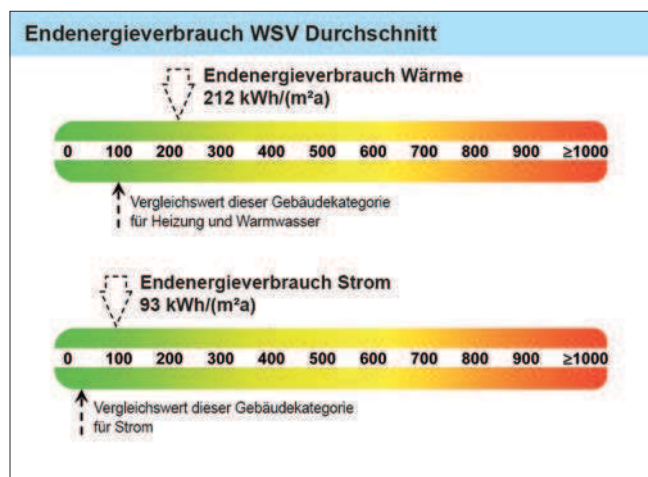 Endenergieverbrauch WSV Durchschnitt
Endenergieverbrauch Wärme
212 kWh/(m²a)
0 100 200 300 400 500 600 700 800 900 ≥1000
Vergleichswert dieser Gebäudekategorie
für Heizung und Warmwasser
Endenergieverbrauch Strom
93 kWh/(m²a)
0 100 200 300 400 500 600 700 800 900 ≥1000
Vergleichswert dieser Gebäudekategorie
für Strom